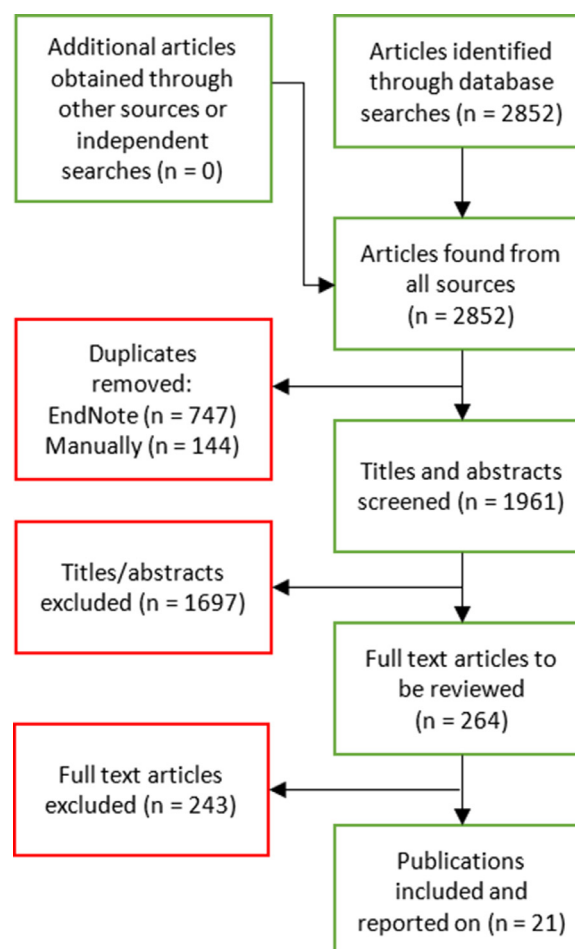 Additional articles
obtained through
other sources or
independent
searches (n = 0)
Articles identified
through database
searches (n = 2852)
Articles found from
all sources
(n = 2852)
Duplicates
removed:
EndNote (n = 747)
Manually (n = 144)
Titles and abstracts
screened (n = 1961)
Titles/abstracts
excluded (n = 1697)
Full text articles to
be reviewed
(n = 264)
Full text articles
excluded (n = 243)
Publications
included and
reported on (n = 21)